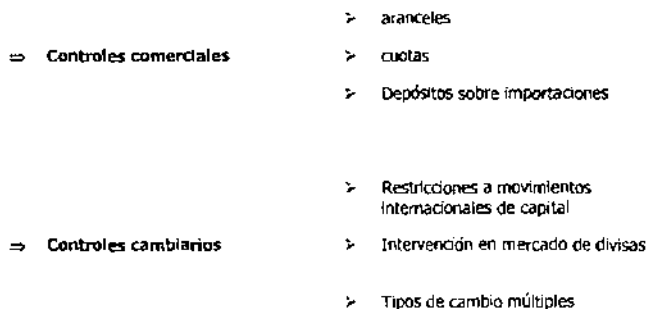 ➢ aranceles
⇒ Controles comerciales
➢ cuotas
➢ Depósitos sobre importaciones
➢ Restricciones a movimientos
internacionales de capital
⇒ Controles cambiarios
➢ Intervención en mercado de divisas
➢ Tipos de cambio múltiples